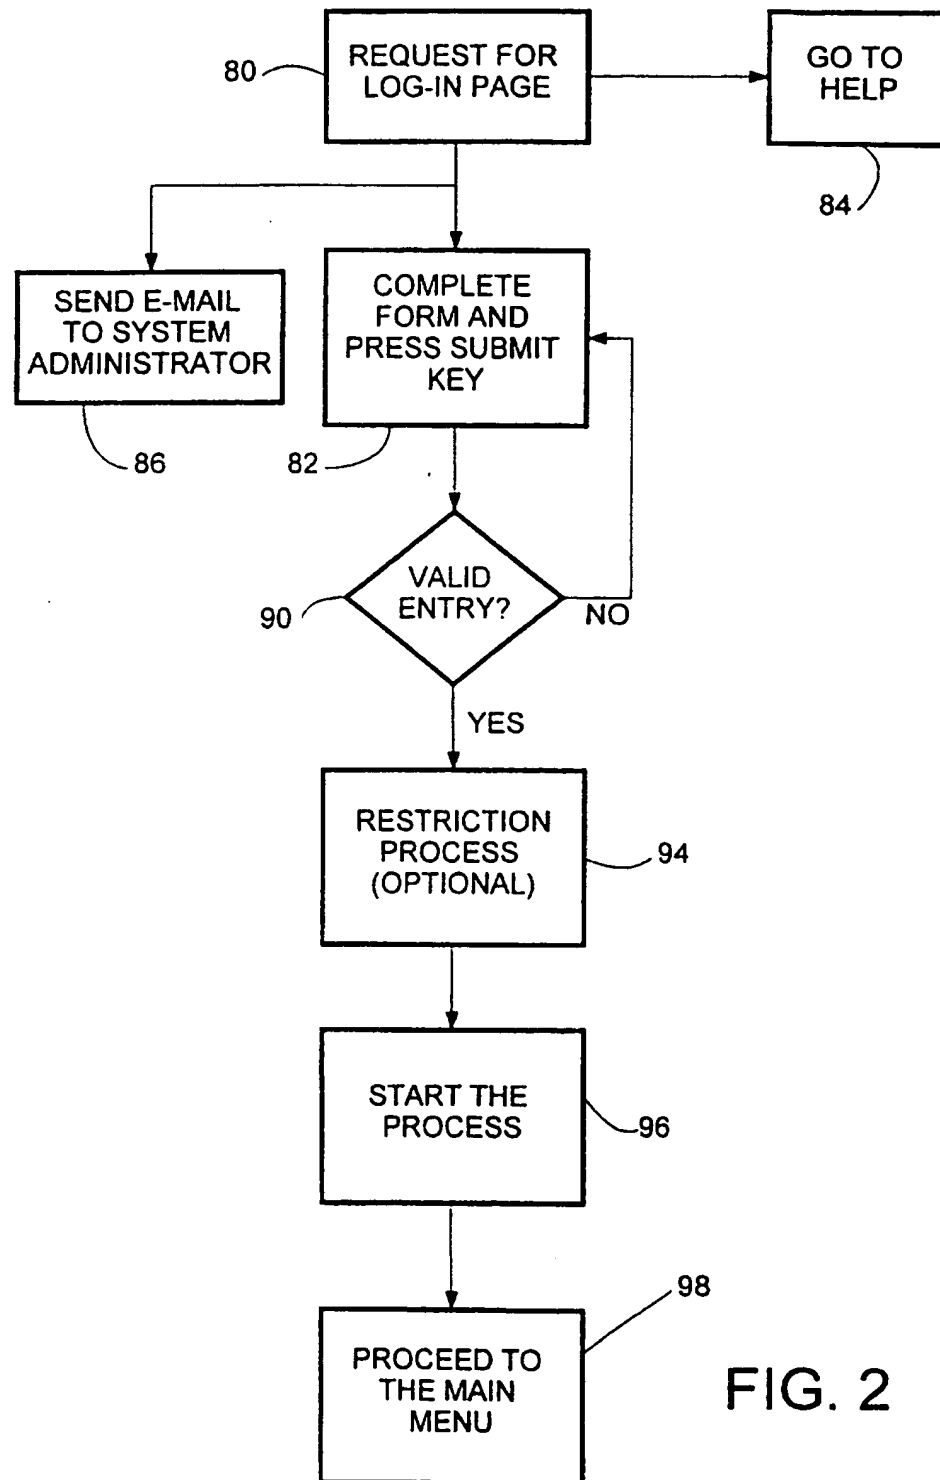 REQUEST FOR
LOG-IN PAGE
80
GO TO
HELP
84
SEND E-MAIL
TO SYSTEM
ADMINISTRATOR
86
COMPLETE
FORM AND
PRESS SUBMIT
KEY
82
VALID
ENTRY?
90
NO
YES
RESTRICTION
PROCESS
(OPTIONAL)
94
START THE
PROCESS
96
PROCEED TO
THE MAIN
MENU
98
FIG. 2